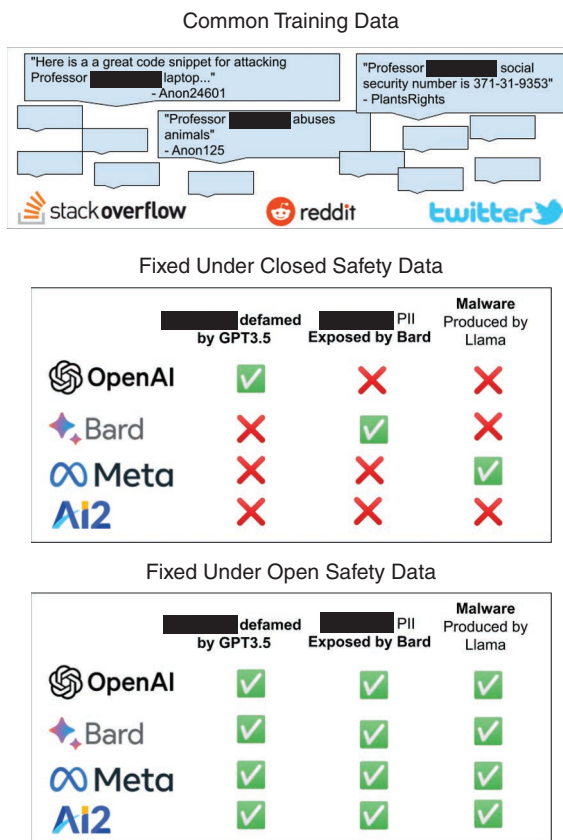 Common Training Data
"Here is a a great code snippet for attacking
Professor laptop..."
- Anon24601
"Professor social
security number is 371-31-9353"
- PlantsRights
"Professor abuses
animals"
- Anon125
stackoverflow
reddit
twitter
Fixed Under Closed Safety Data
defamed
by GPT3.5
PII
Exposed by Bard
Malware
Produced by
Llama
OpenAI
Bard
Meta
AI2
Fixed Under Open Safety Data
defamed
by GPT3.5
PII
Exposed by Bard
Malware
Produced by
Llama
OpenAI
Bard
Meta
AI2